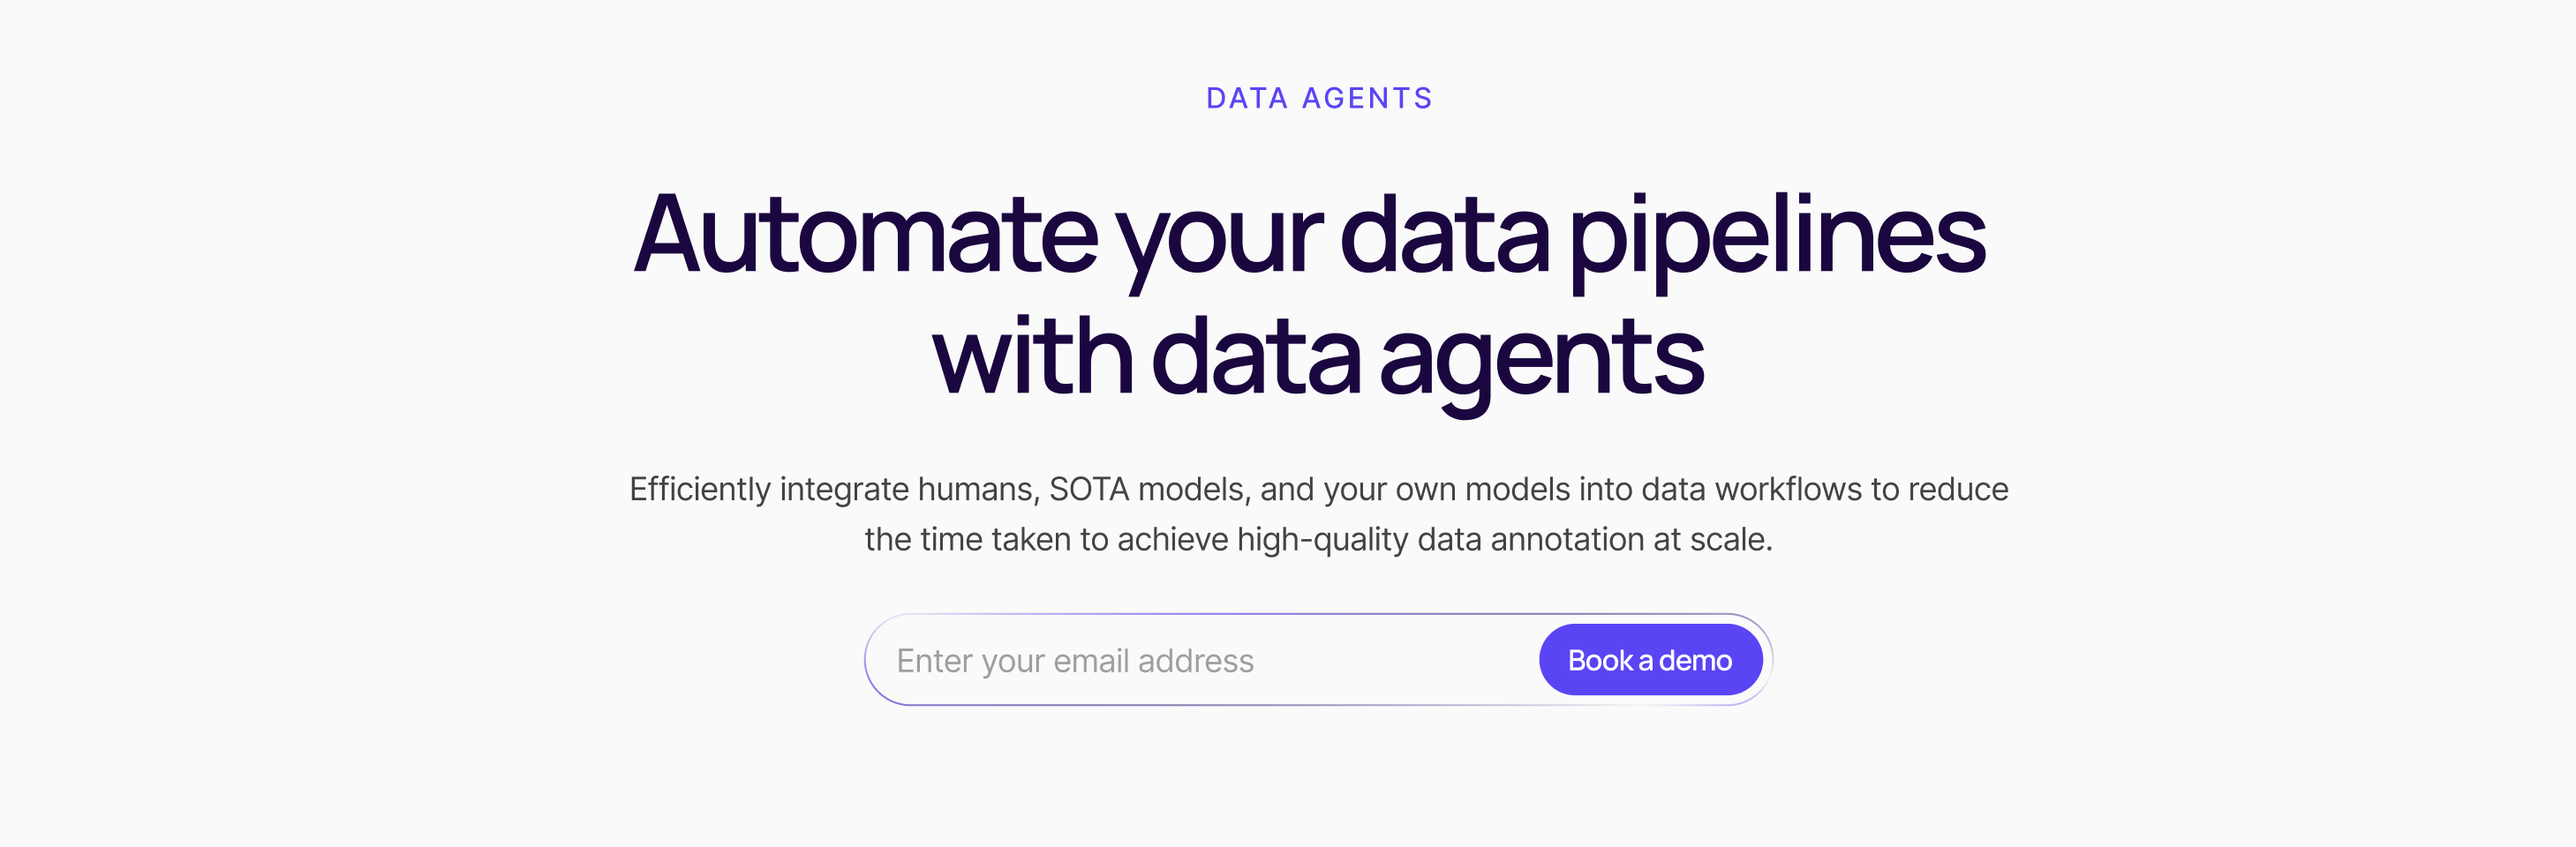 DATA AGENTS
Automate your data pipelines
with data agents
Efficiently integrate humans, SOTA models, and your own models into data workflows to reduce
the time taken to achieve high-quality data annotation at scale.
Enter your email address Book a demo